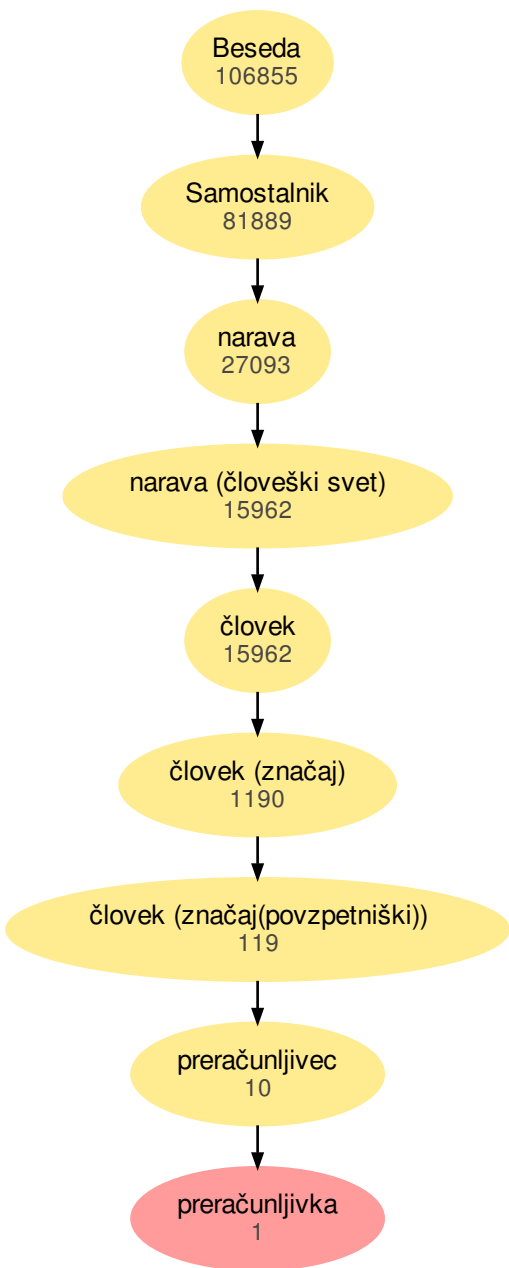 Beseda
106855
Samostalnik
81889
narava
27093
narava (človeški svet)
15962
človek
15962
človek (značaj)
1190
človek (značaj(povzpetniški))
119
preračunljivec
10
preračunljivka
1